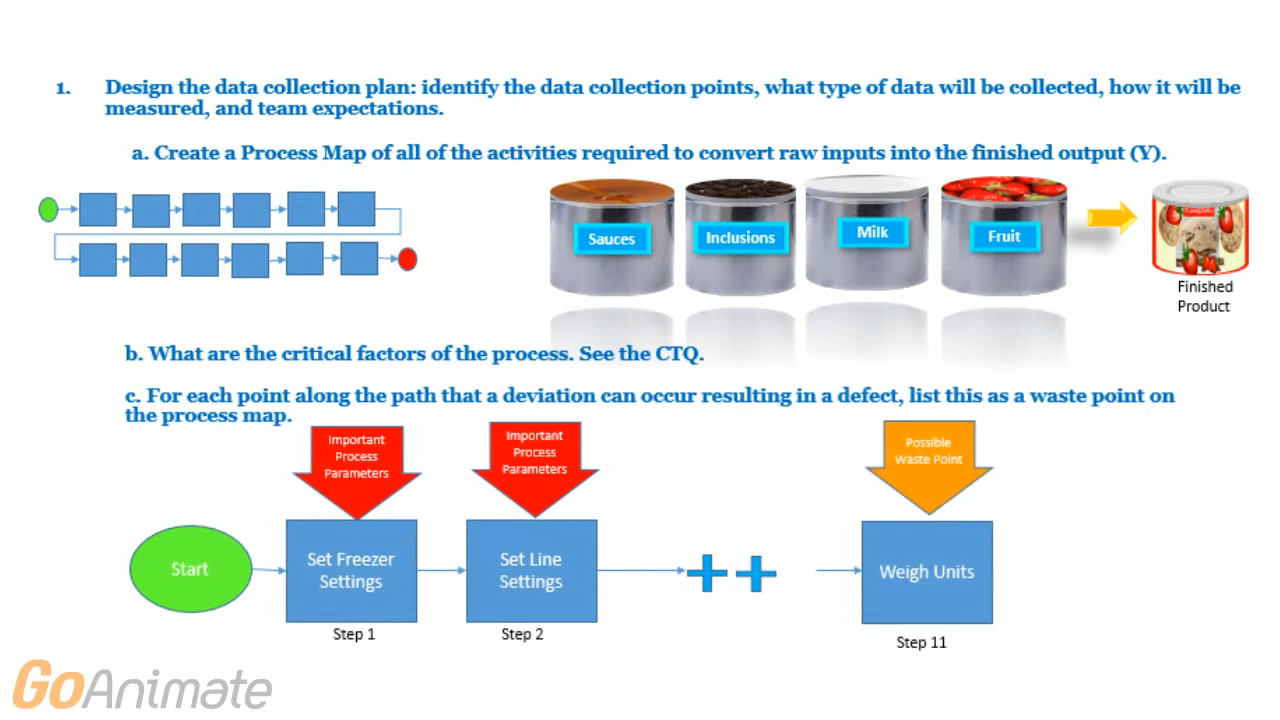 1. Design the data collection plan: identify the data collection points, what type of data will be collected, how it will be
measured, and team expectations.
a. Create a Process Map of all of the activities required to convert raw inputs into the finished output (Y).
Sauces
Inclusions
Milk
Fruit
Finished
Product
b. What are the critical factors of the process. See the CTQ.
c. For each point along the path that a deviation can occur resulting in a defect, list this as a waste point on
the process map.
Important
Process
Parameters
Important
Process
Parameters
Possible
Waste Point
Start
Set Freezer
Settings
Set Line
Settings
Weigh Units
Step 1
Step 2
Step 11
GoAnimate